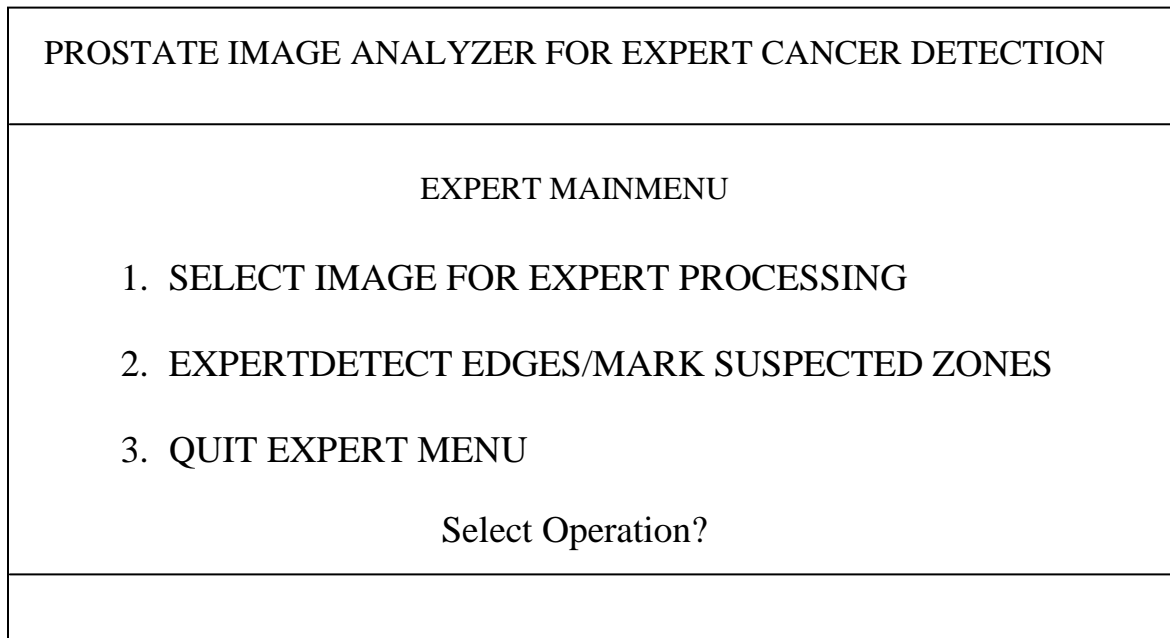 PROSTATE IMAGE ANALYZER FOR EXPERT CANCER DETECTION
EXPERT MAINMENU
1. SELECT IMAGE FOR EXPERT PROCESSING
2. EXPERTDETECT EDGES/MARK SUSPECTED ZONES
3. QUIT EXPERT MENU
Select Operation?